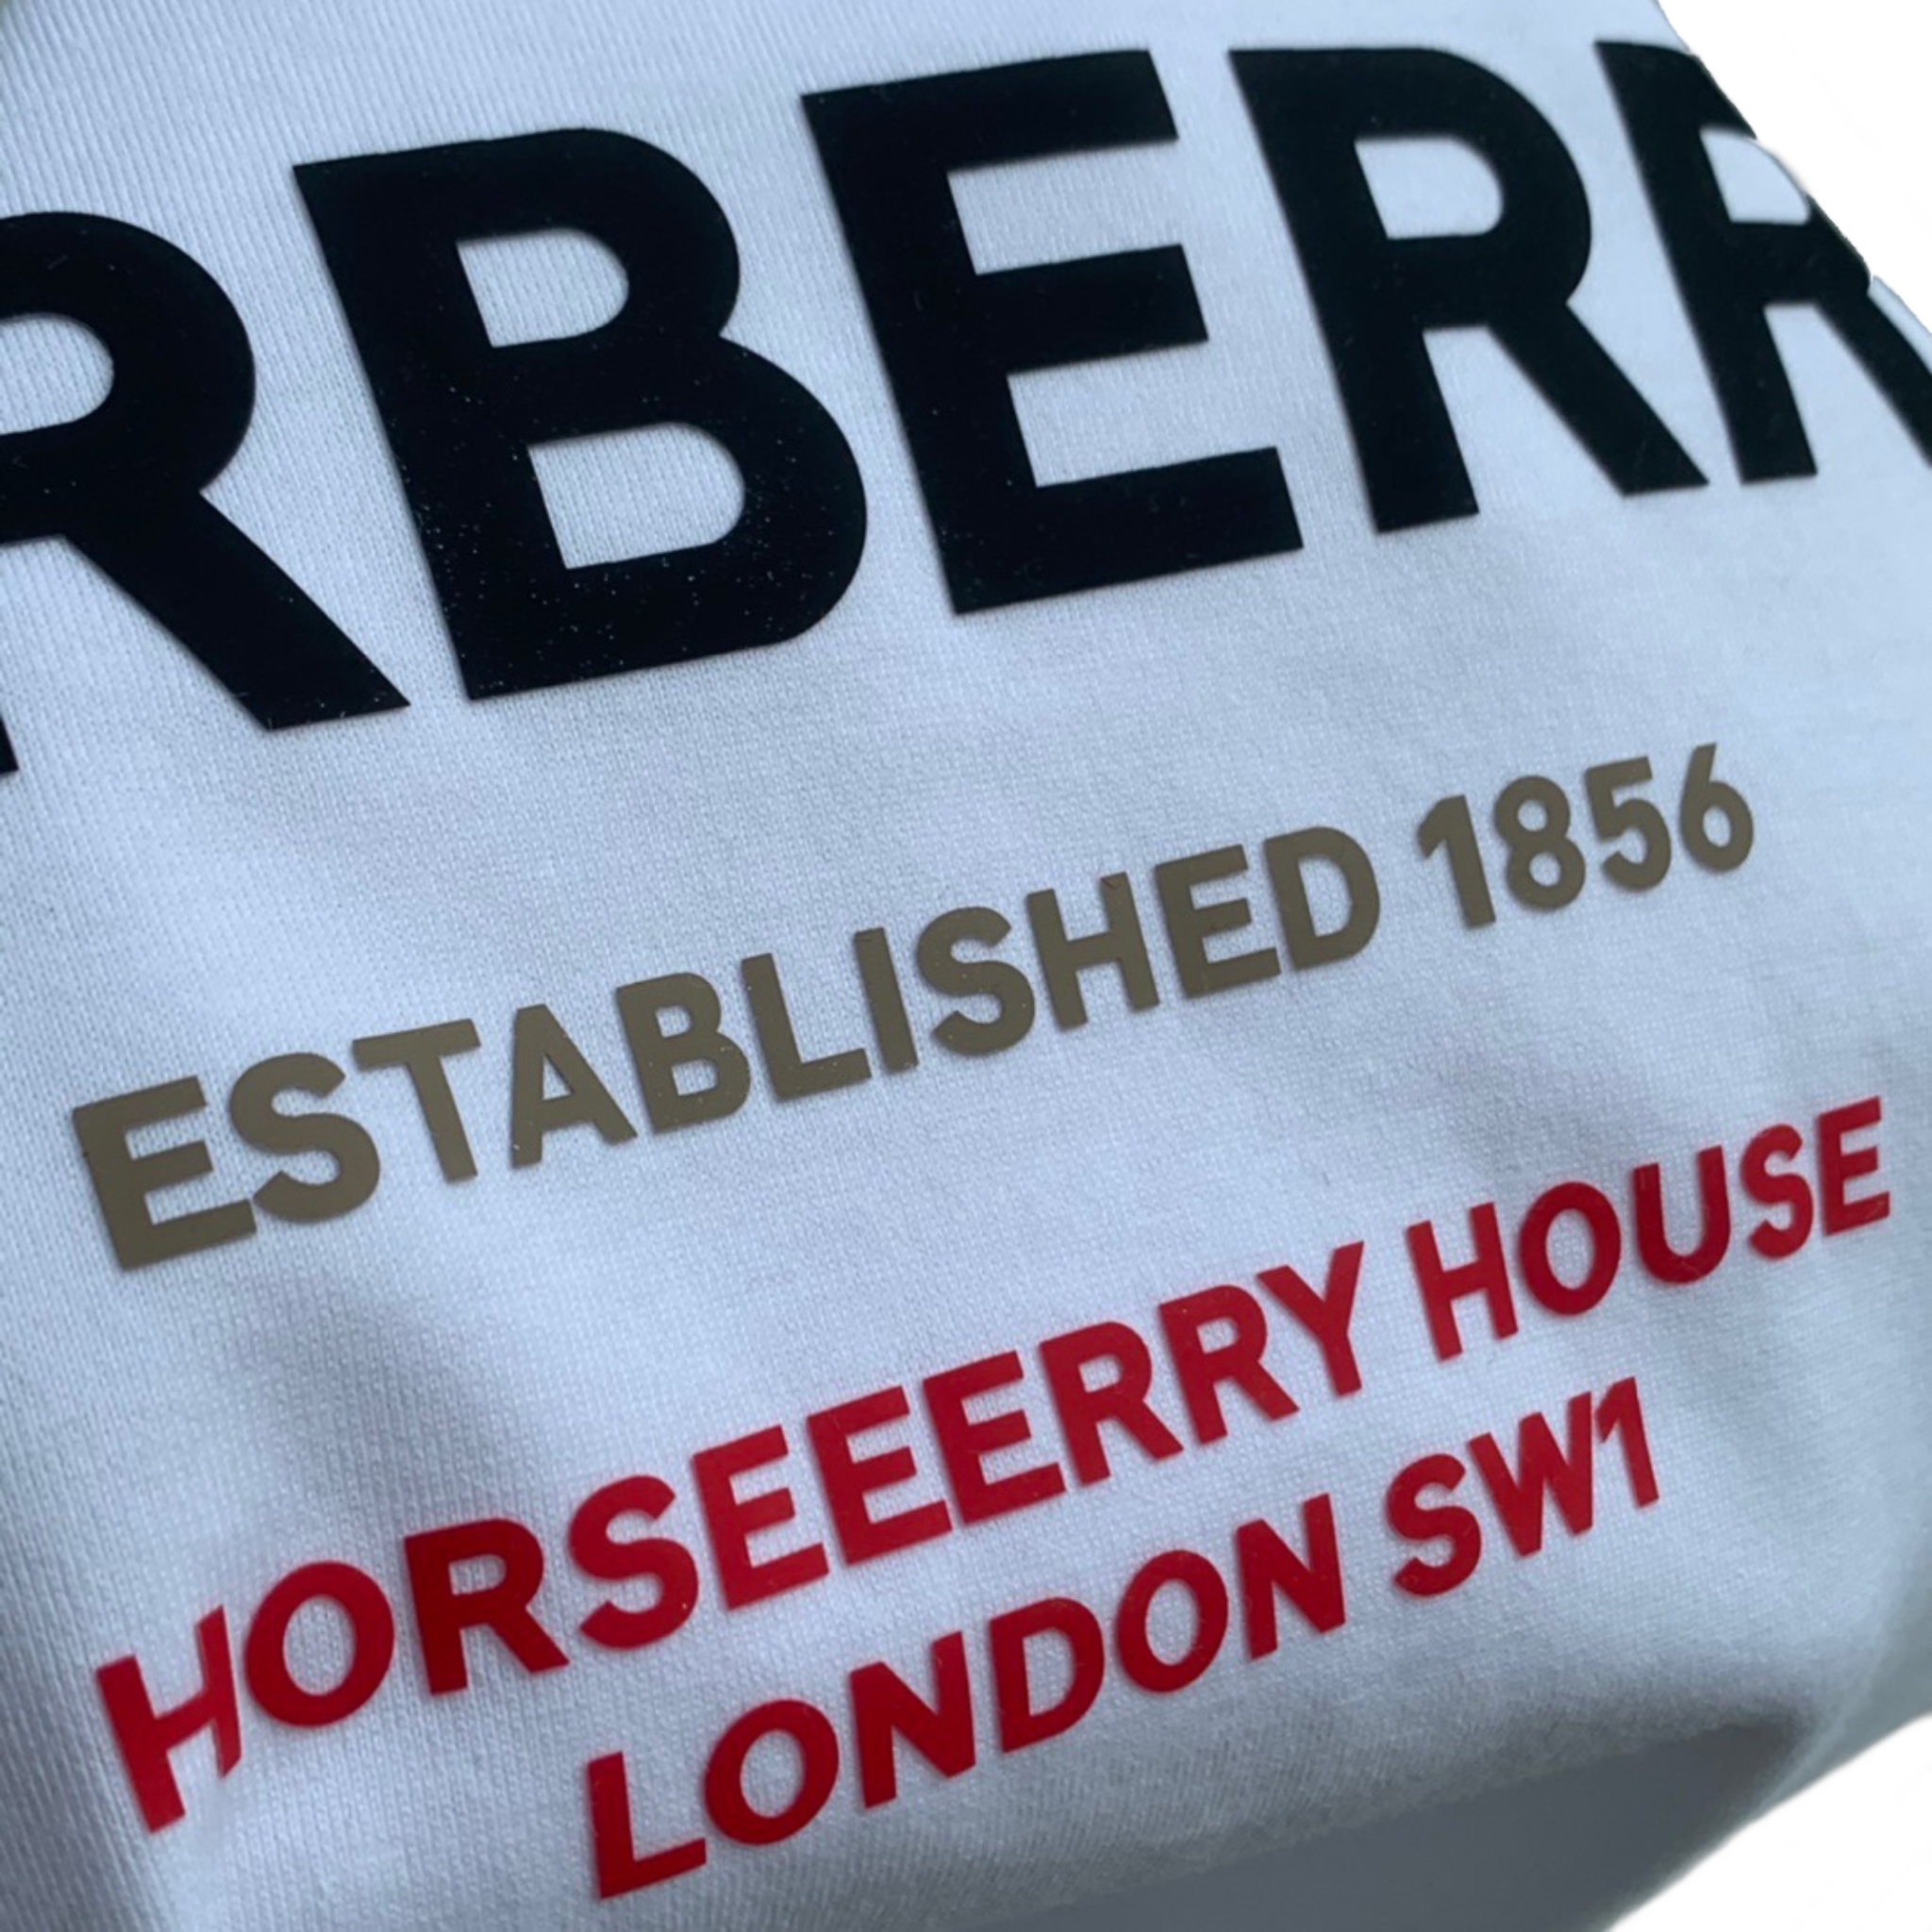 RBERR
ESTABLISHED 1856
HORSEEERRY HOUSE
LONDON SW1